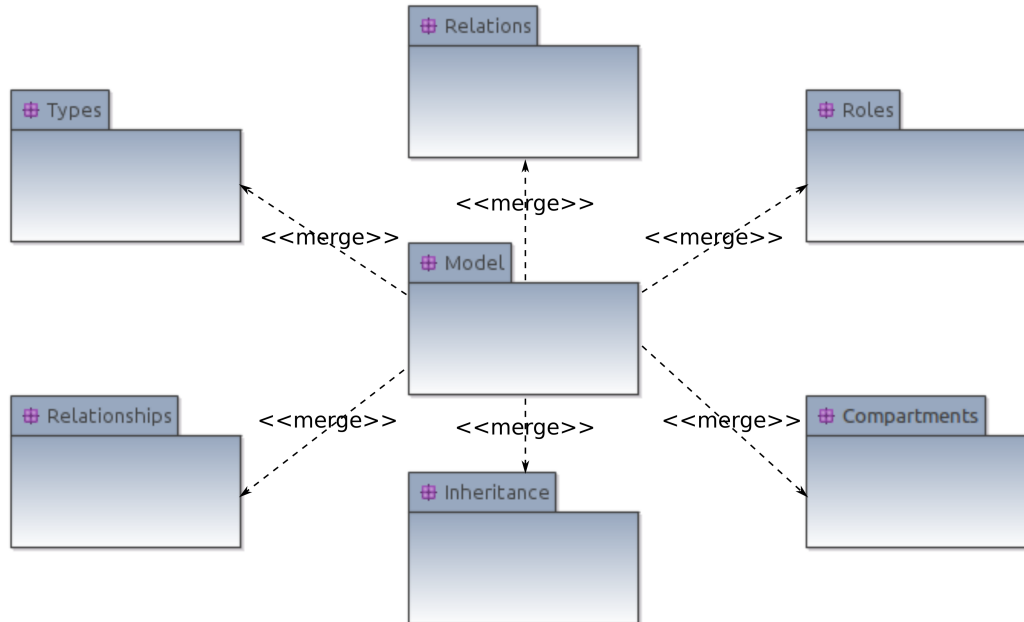 Relations
Types
Roles
<<merge>>
<<merge>>
<<merge>>
Model
Relationships
<<merge>>
<<merge>>
<<merge>>
Compartments
Inheritance